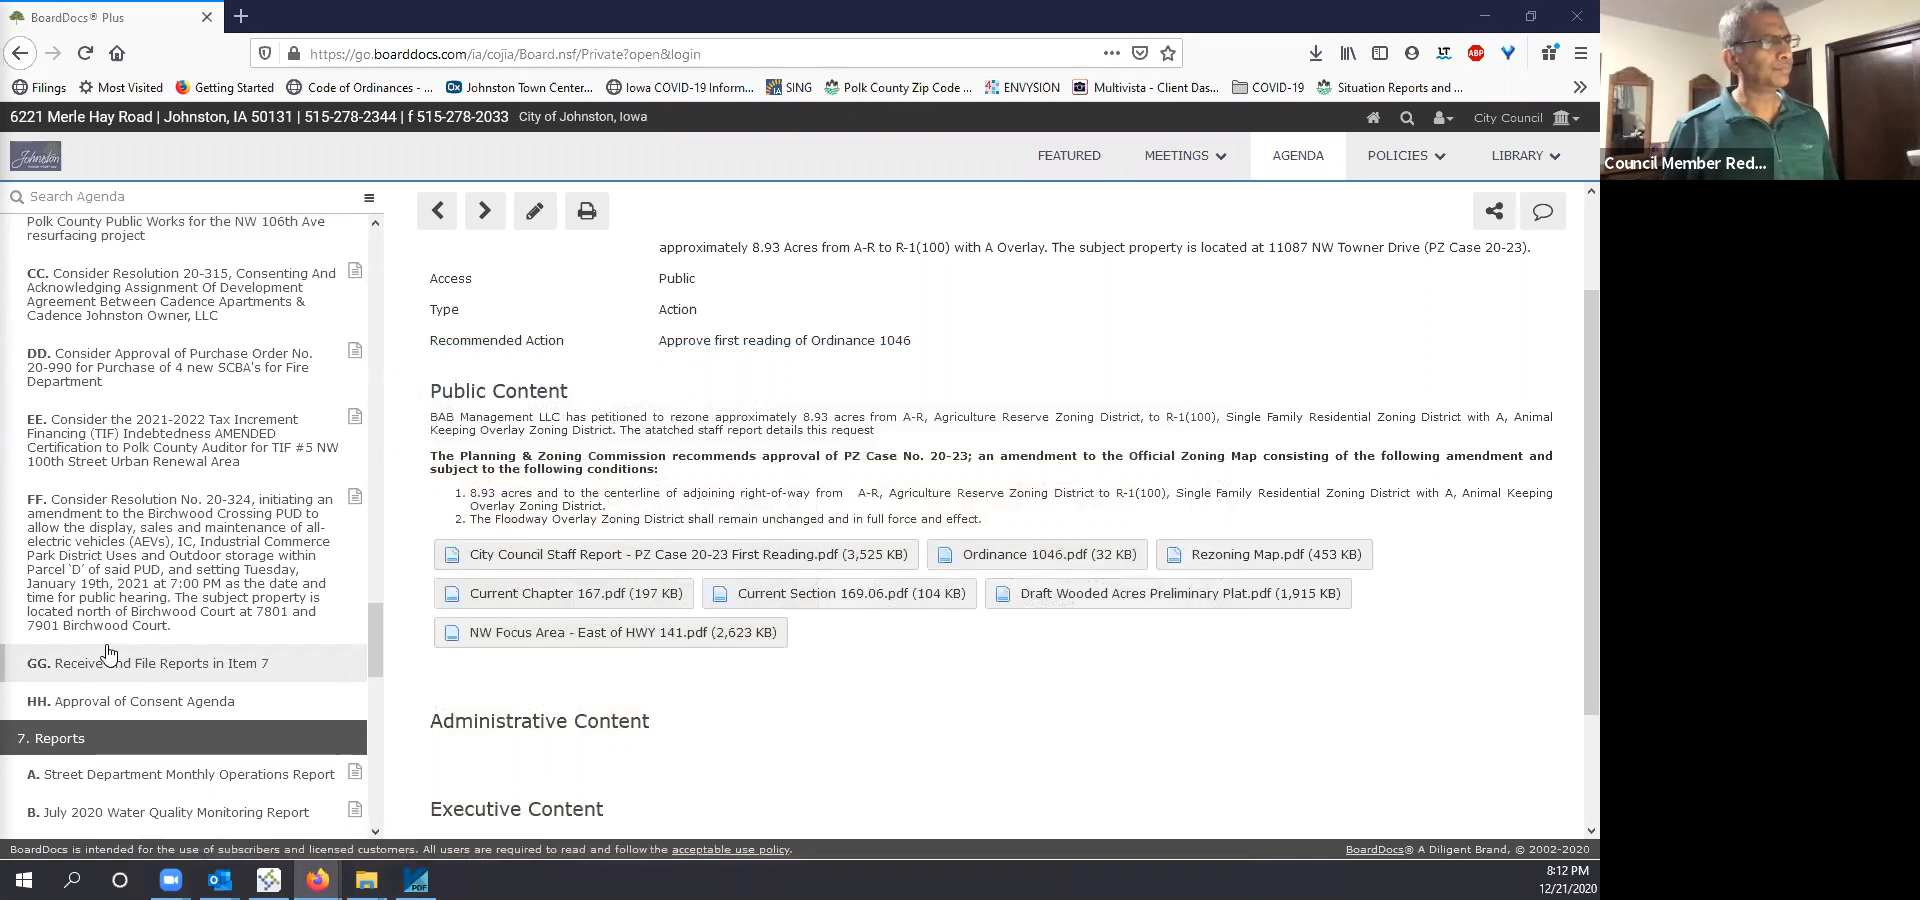 BoardDocs® Plus
https://go.boarddocs.com/ia/cojia/Board.nsf/Private?open&login
Filings
Most Visited
Getting Started
Code of Ordinances - ...
Johnston Town Center...
Iowa COVID-19 Inform...
SING
Polk County Zip Code ...
ENVYSION
Multivista - Client Das...
COVID-19
Situation Reports and ...
6221 Merle Hay Road | Johnston, IA 50131 | 515-278-2344 | f 515-278-2033 City of Johnston, Iowa
City Council
Johnston
FEATURED
MEETINGS
AGENDA
POLICIES
LIBRARY
Council Member Red...
Search Agenda
Polk County Public Works for the NW 106th Ave
resurfacing project
CC. Consider Resolution 20-315, Consenting And
Acknowledging Assignment Of Development
Agreement Between Cadence Apartments &
Cadence Johnston Owner, LLC
DD. Consider Approval of Purchase Order No.
20-990 for Purchase of 4 new SCBA's for Fire
Department
EE. Consider the 2021-2022 Tax Increment
Financing (TIF) Indebtedness AMENDED
Certification to Polk County Auditor for TIF #5 NW
100th Street Urban Renewal Area
FF. Consider Resolution No. 20-324, initiating an
amendment to the Birchwood Crossing PUD to
allow the display, sales and maintenance of all-
electric vehicles (AEVs), IC, Industrial Commerce
Park District Uses and Outdoor storage within
Parcel 'D' of said PUD, and setting Tuesday,
January 19th, 2021 at 7:00 PM as the date and
time for public hearing. The subject property is
located north of Birchwood Court at 7801 and
7901 Birchwood Court.
GG. Receive and File Reports in Item 7
HH. Approval of Consent Agenda
7. Reports
A. Street Department Monthly Operations Report
B. July 2020 Water Quality Monitoring Report
approximately 8.93 Acres from A-R to R-1(100) with A Overlay. The subject property is located at 11087 NW Towner Drive (PZ Case 20-23).
Access Public
Type Action
Recommended Action Approve first reading of Ordinance 1046
Public Content
BAB Management LLC has petitioned to rezone approximately 8.93 acres from A-R, Agriculture Reserve Zoning District, to R-1(100), Single Family Residential Zoning District with A, Animal
Keeping Overlay Zoning District. The atatched staff report details this request
The Planning & Zoning Commission recommends approval of PZ Case No. 20-23; an amendment to the Official Zoning Map consisting of the following amendment and
subject to the following conditions:
1. 8.93 acres and to the centerline of adjoining right-of-way from A-R, Agriculture Reserve Zoning District to R-1(100), Single Family Residential Zoning District with A, Animal Keeping
Overlay Zoning District.
2. The Floodway Overlay Zoning District shall remain unchanged and in full force and effect.
City Council Staff Report - PZ Case 20-23 First Reading.pdf (3,525 KB)
Ordinance 1046.pdf (32 KB)
Rezoning Map.pdf (453 KB)
Current Chapter 167.pdf (197 KB)
Current Section 169.06.pdf (104 KB)
Draft Wooded Acres Preliminary Plat.pdf (1,915 KB)
NW Focus Area - East of HWY 141.pdf (2,623 KB)
Administrative Content
Executive Content
BoardDocs is intended for the use of subscribers and licensed customers. All users are required to read and follow the acceptable use policy.
BoardDocs® A Diligent Brand, © 2002-2020
8:12 PM
12/21/2020